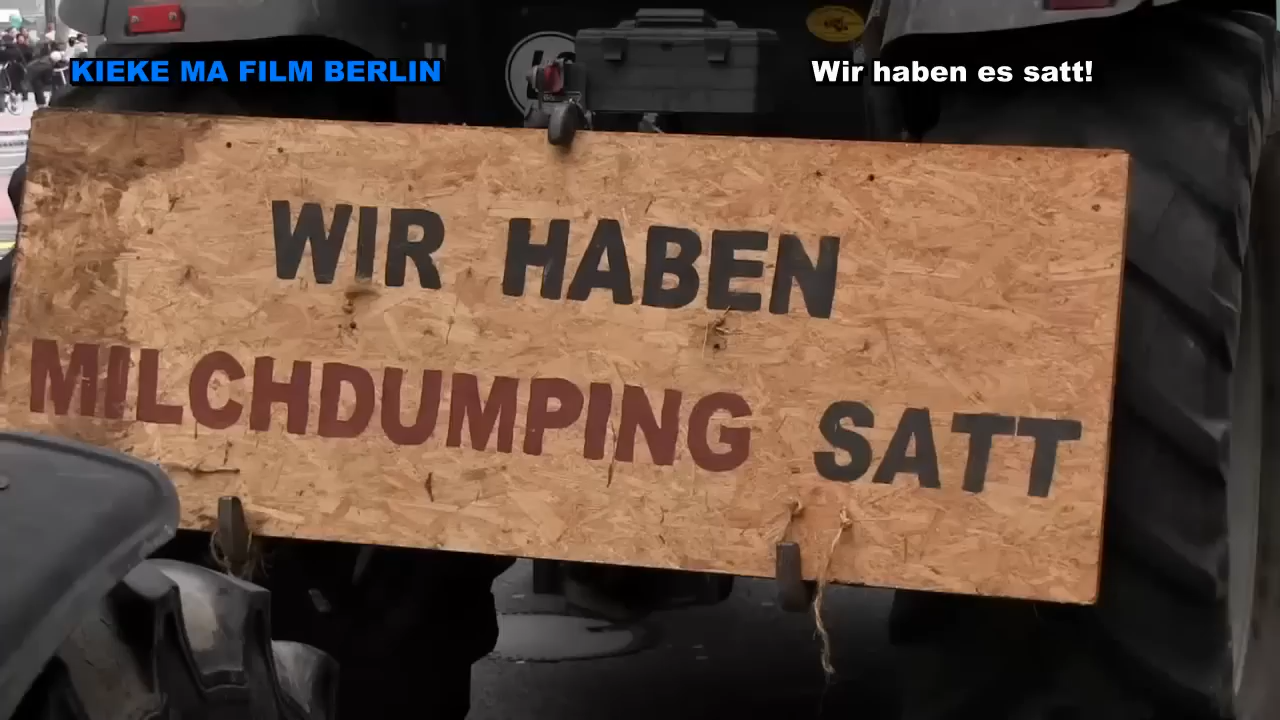 KIEKE MA FILM BERLIN
Wir haben es satt!
WIR HABEN
MILCHDUMPING SATT